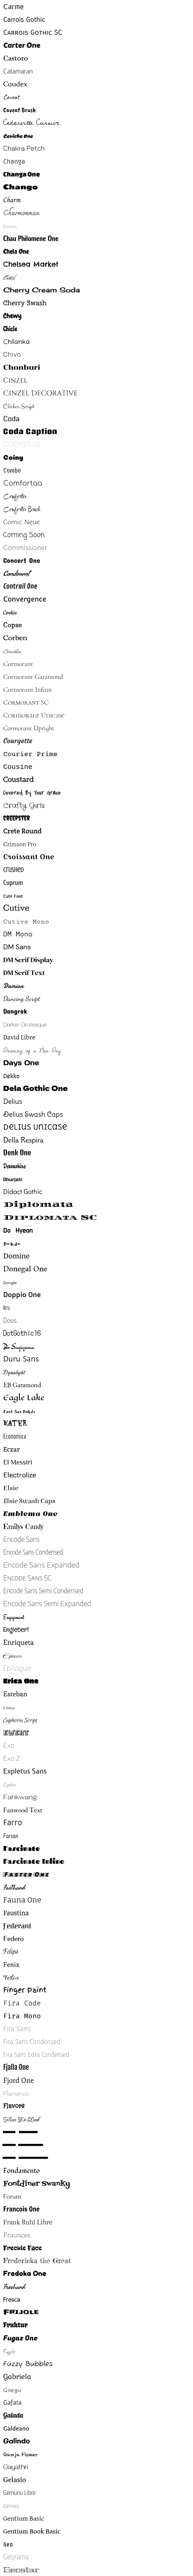 Carme
Carrois Gothic
Carrois Gothic SC
Carter One
Castoro
Catamaran
Caudex
Caveat
Caveat Brush
Cedarville Cursive
Ceviche One
Chakra Petch
Changa
Changa One
Chango
Charm
Charmonman
Chau Philomene One
Chela One
Chelsea Market
Cherry Cream Soda
Cherry Swash
Chewy
Chicle
Chilanka
Chivo
Chonburi
Cinzel
Cinzel Decorative
Clicker Script
Coda
Coda Caption
Coiny
Combo
Comfortaa
Comforter
Comforter Brush
Comic Neue
Coming Soon
Commissioner
Concert One
Condiment
Contrail One
Convergence
Cookie
Copse
Corben
Corinthia
Cormorant
Cormorant Garamond
Cormorant Infant
Cormorant SC
Cormorant Unicase
Cormorant Upright
Courgette
Courier Prime
Cousine
Coustard
Covered By Your Grace
Crafty Girls
Creepster
Crete Round
Crimson Pro
Croissant One
Crushed
Cuprum
Cute Font
Cutive
Cutive Mono
DM Mono
DM Sans
DM Serif Display
DM Serif Text
Damion
Dancing Script
Dangrek
Darker Grotesque
David Libre
Dawning of a New Day
Days One
Dekko
Dela Gothic One
Delius
Delius Swash Caps
Delius Unicase
Della Respira
Denk One
Devonshire
Dhurjati
Didact Gothic
Diplomata
Diplomata SC
Do Hyeon
Dokdo
Domine
Donegal One
Dongle
Doppio One
Dorsa
Dosis
DotGothic16
Dr Sugiyama
Duru Sans
Dynalight
EB Garamond
Eagle Lake
East Sea Dokdo
Eater
Economica
Eczar
El Messiri
Electrolize
Elsie
Elsie Swash Caps
Emblema One
Emilys Candy
Encode Sans
Encode Sans Condensed
Encode Sans Expanded
Encode Sans SC
Encode Sans Semi Condensed
Encode Sans Semi Expanded
Engagement
Englebert
Enriqueta
Ephesis
Epilogue
Erica One
Esteban
Estonia
Euphoria Script
Ewert
Exo
Exo 2
Expletus Sans
Explora
Fahkwang
Fanwood Text
Farro
Farsan
Fascinate
Fascinate Inline
Faster One
Fasthand
Fauna One
Faustina
Federant
Federo
Felipa
Fenix
Festive
Finger Paint
Fira Code
Fira Mono
Fira Sans
Fira Sans Condensed
Fira Sans Extra Condensed
Fjalla One
Fjord One
Flamenco
Flavors
Fleur De Leah
Fondamento
Fontdiner Swanky
Forum
Francois One
Frank Ruhl Libre
Fraunces
Freckle Face
Fredericka the Great
Fredoka One
Freehand
Fresca
Frijole
Fruktur
Fugaz One
Fuggles
Fuzzy Bubbles
Gabriela
Gaegu
Gafata
Galada
Galdeano
Galindo
Gamja Flower
Gayathri
Gelasio
Gemunu Libre
Genos
Gentium Basic
Gentium Book Basic
Geo
Georama
Geostar